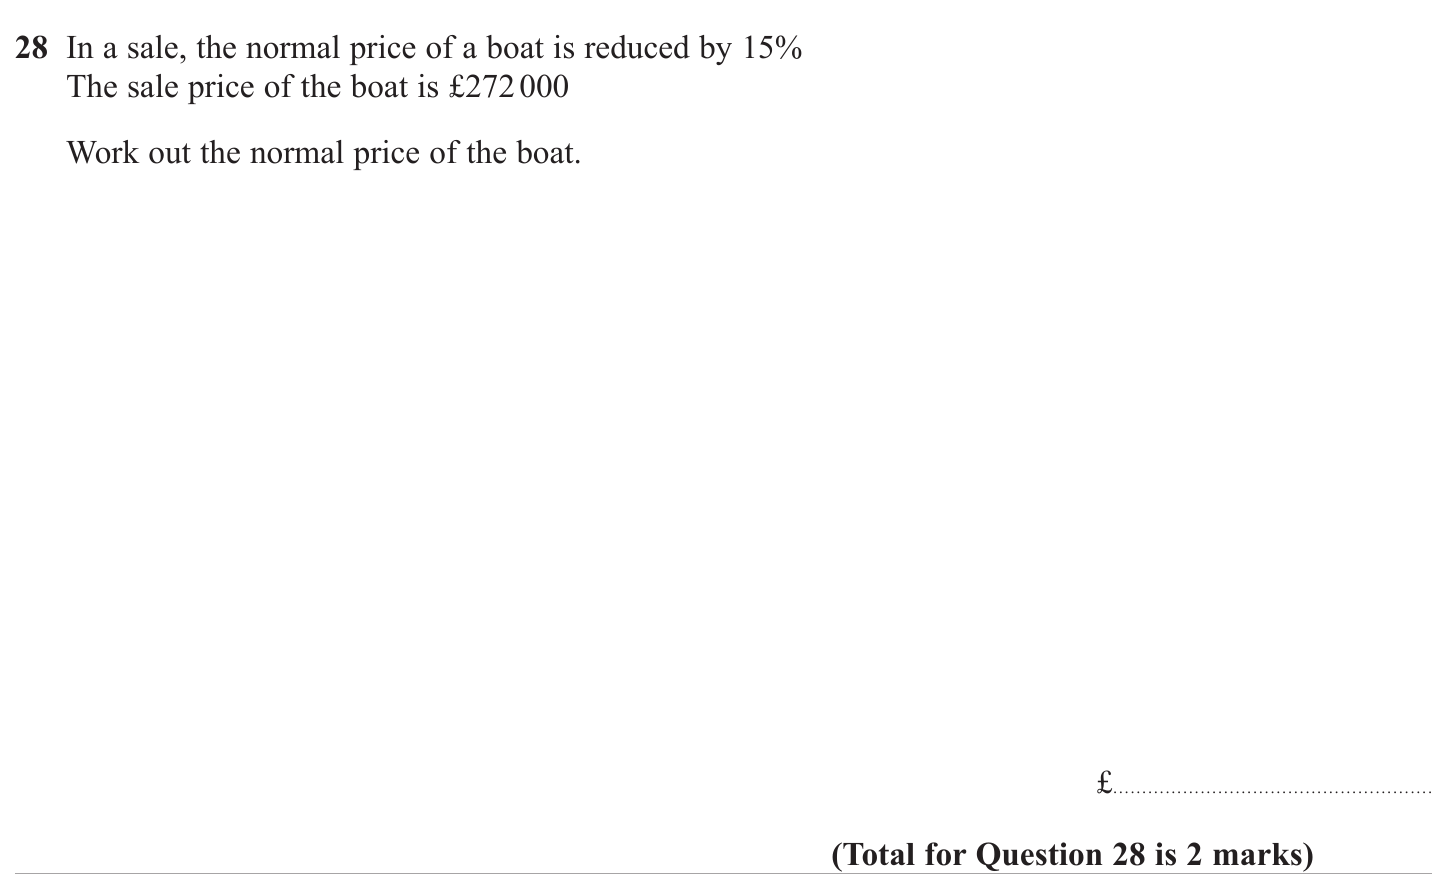 28 In a sale, the normal price of a boat is reduced by 15%
The sale price of the boat is £272 000
Work out the normal price of the boat.
£......................................................
(Total for Question 28 is 2 marks)